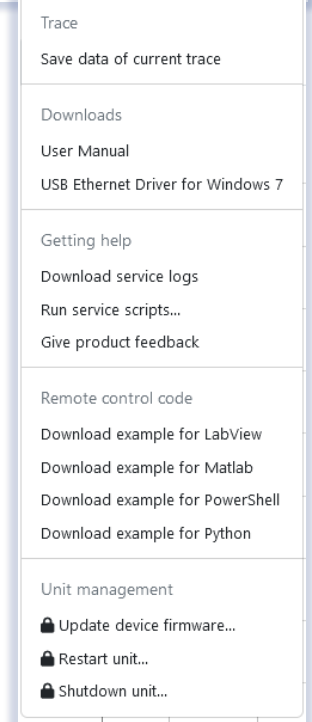 Trace
Save data of current trace
Downloads
User Manual
USB Ethernet Driver for Windows 7
Getting help
Download service logs
Run service scripts...
Give product feedback
Remote control code
Download example for LabView
Download example for Matlab
Download example for PowerShell
Download example for Python
Unit management
Update device firmware...
Restart unit...
Shutdown unit...